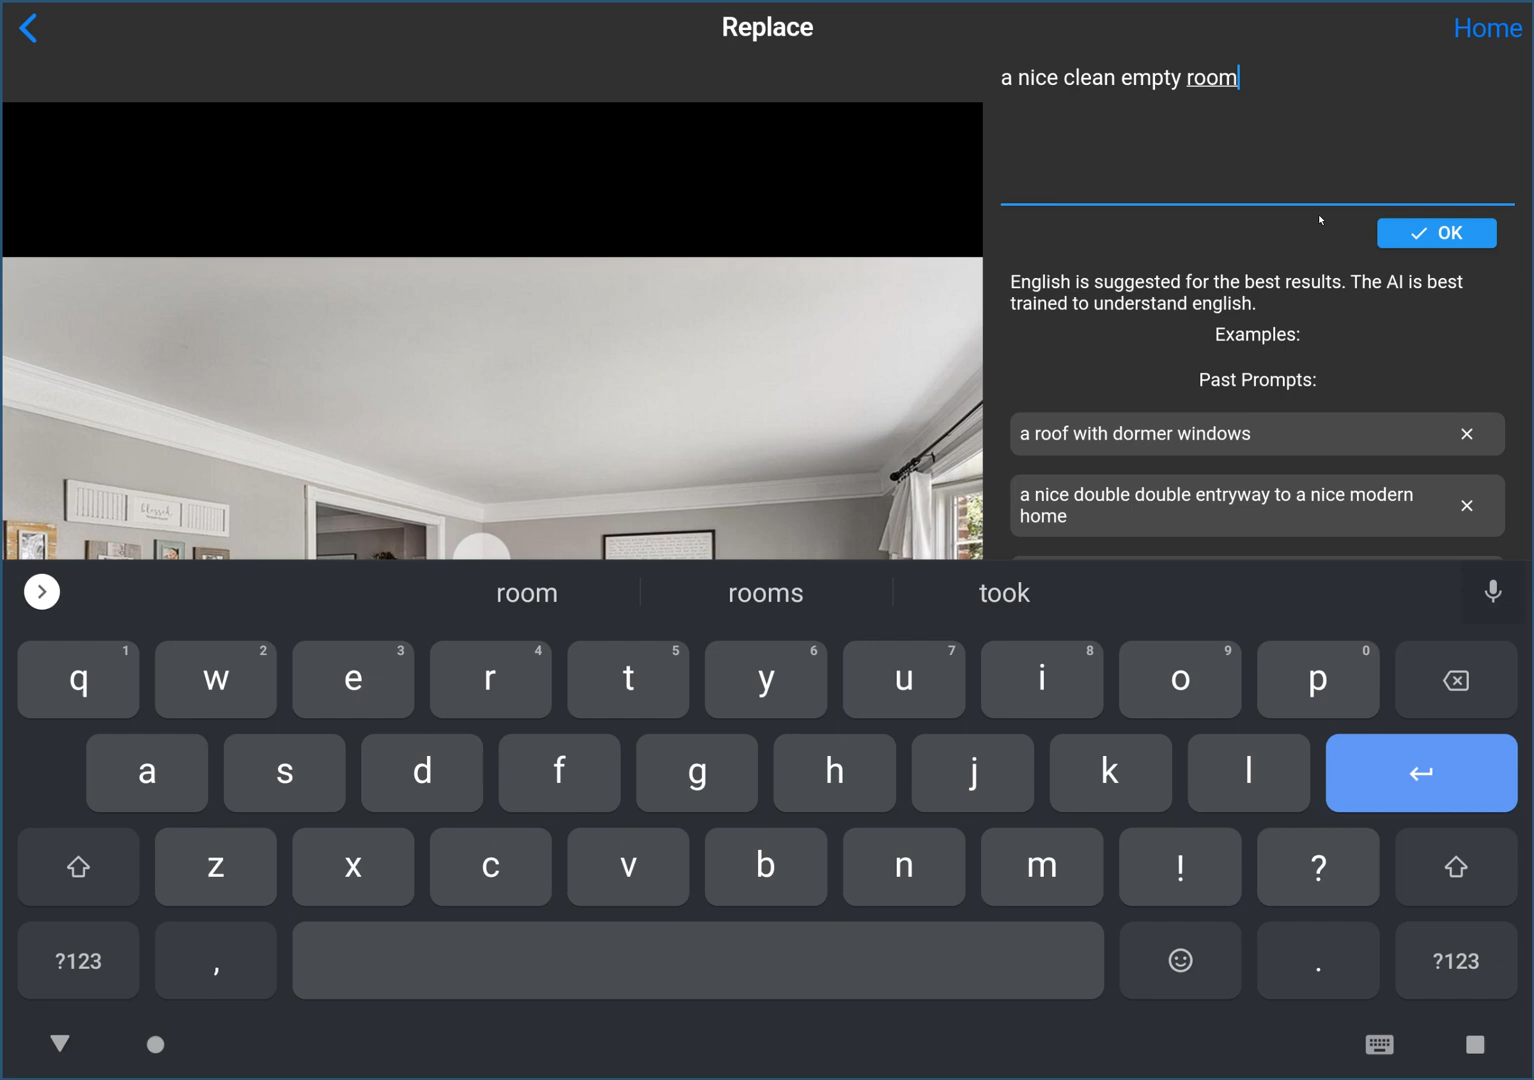 Replace
Home
a nice clean empty room
OK
English is suggested for the best results. The AI is best
trained to understand english.
Examples:
Past Prompts:
a roof with dormer windows
a nice double double entryway to a nice modern
home
blessed
room rooms took
q 1 w 2 e 3 r 4 t 5 y 6 u 7 i 8 o 9 p 0
a s d f g h j k l
z x c v b n m ! ?
?123 , . ?123